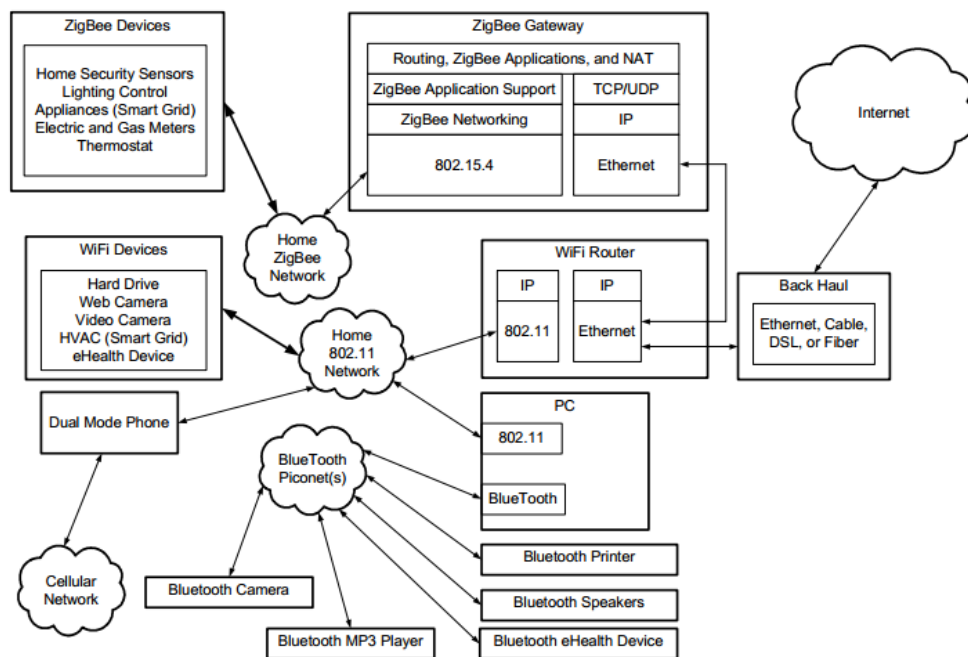 ZigBee Devices
Home Security Sensors
Lighting Control
Appliances (Smart Grid)
Electric and Gas Meters
Thermostat
ZigBee Gateway
Routing, ZigBee Applications, and NAT
ZigBee Application Support
TCP/UDP
ZigBee Networking
IP
802.15.4
Ethernet
Internet
Home
ZigBee
Network
WiFi Devices
Hard Drive
Web Camera
Video Camera
HVAC (Smart Grid)
eHealth Device
Home
802.11
Network
WiFi Router
IP
IP
802.11
Ethernet
Back Haul
Ethernet, Cable,
DSL, or Fiber
Dual Mode Phone
PC
802.11
BlueTooth
BlueTooth
Piconet(s)
Cellular
Network
Bluetooth Camera
Bluetooth MP3 Player
Bluetooth Printer
Bluetooth Speakers
Bluetooth eHealth Device